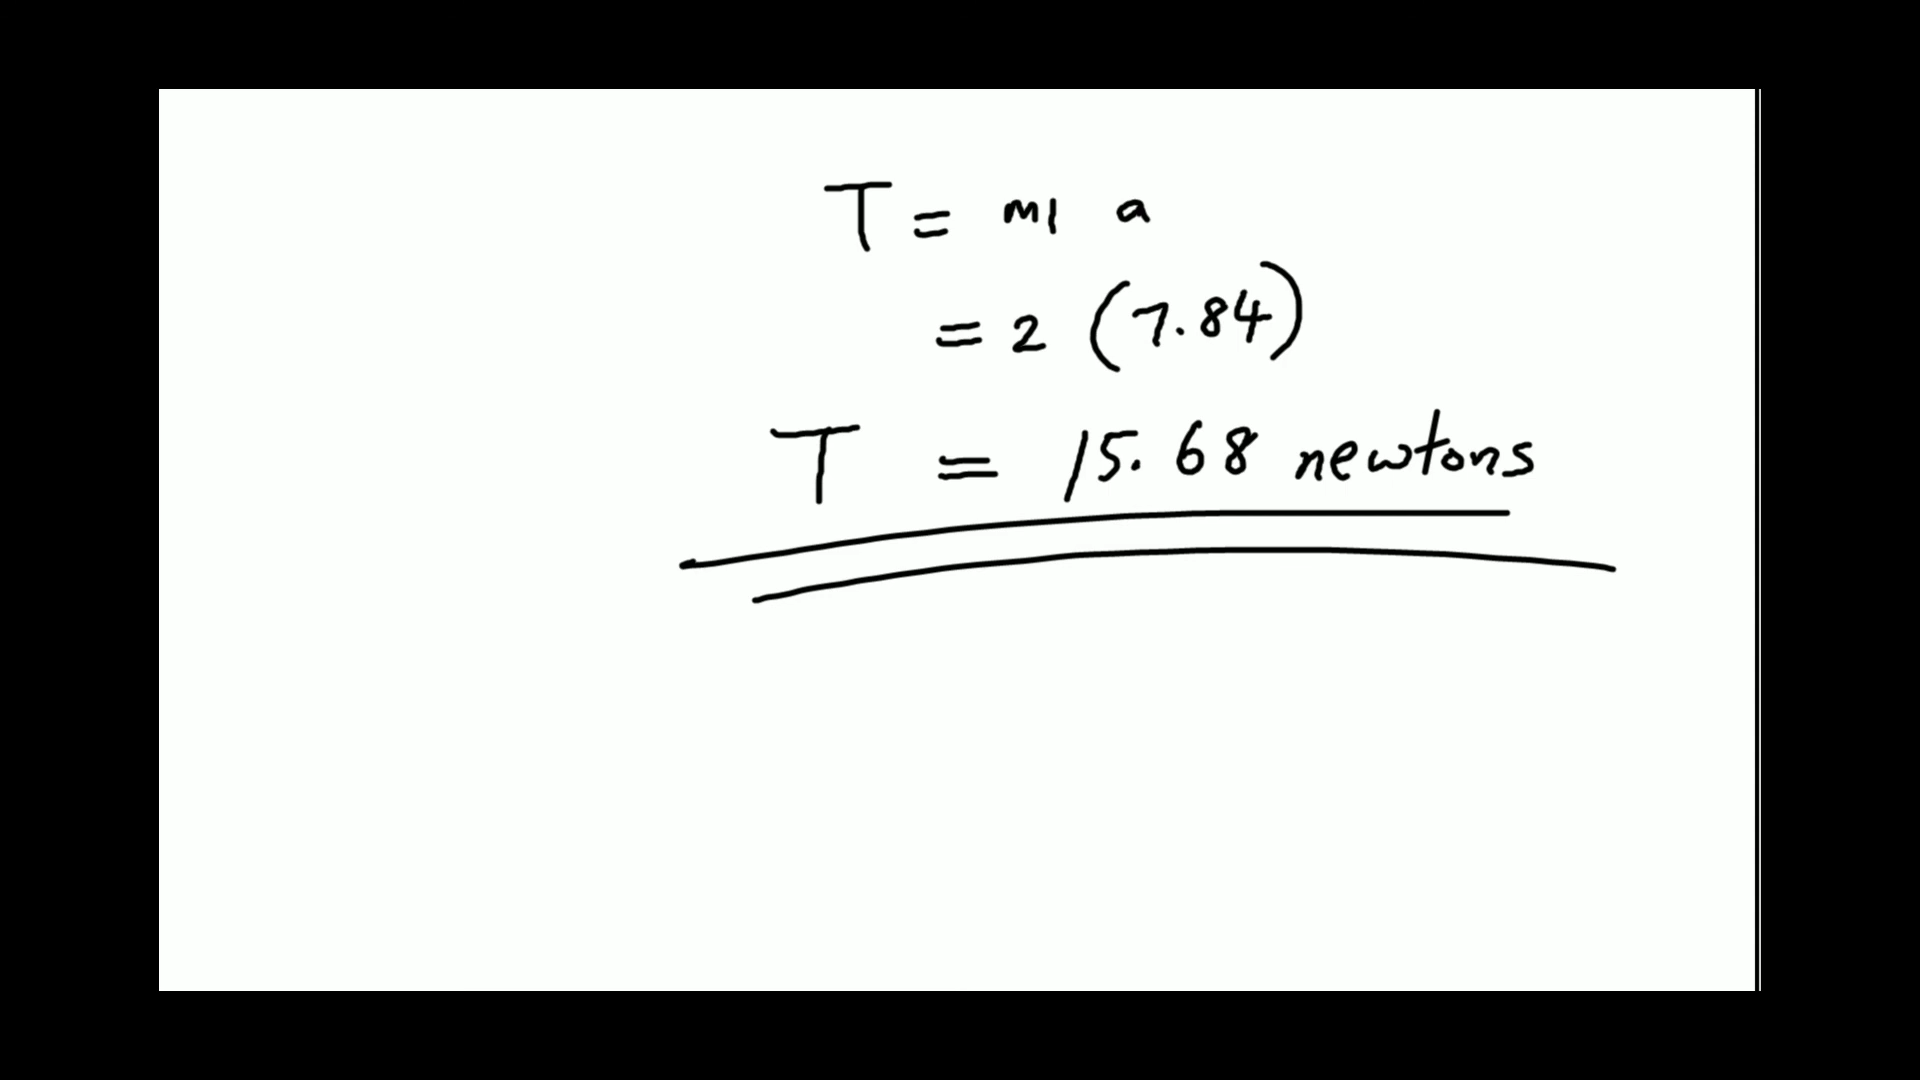 T = m1 a
= 2 (7.84)
T = 15.68 newtons